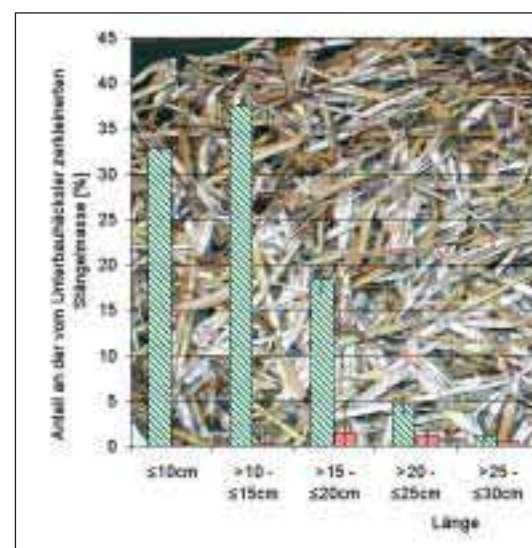 Anteil an der vom Unterbauhäcksler zerkleinerten
Stängelmasse [%]
45
40
35
30
25
20
15
10
5
0
≤10cm
>10 - ≤15cm
>15 - ≤20cm
>20 - ≤25cm
>25 - ≤30cm
Länge